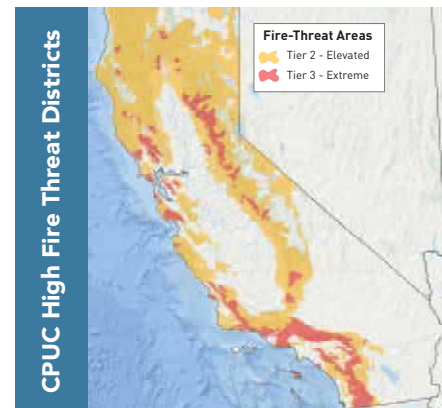 CPUC High Fire Threat Districts
Fire-Threat Areas
Tier 2 - Elevated
Tier 3 - Extreme